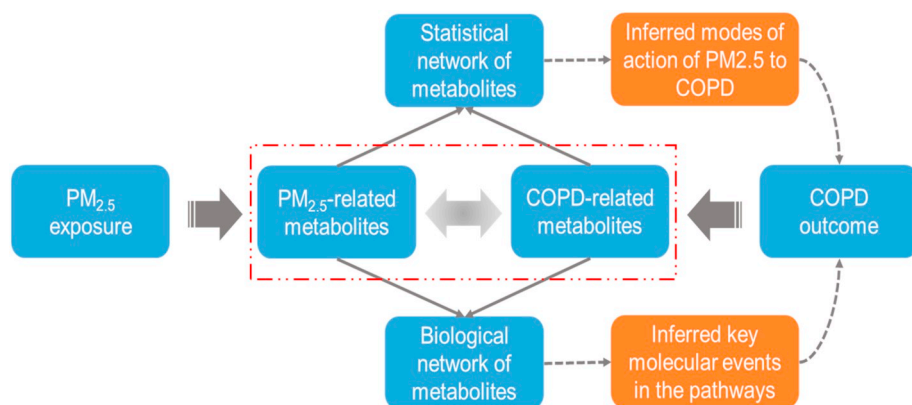 Statistical
network of
metabolites
Inferred modes of
action of PM2.5 to
COPD
PM2.5
exposure
PM2.5-related
metabolites
COPD-related
metabolites
COPD
outcome
Biological
network of
metabolites
Inferred key
molecular events
in the pathways